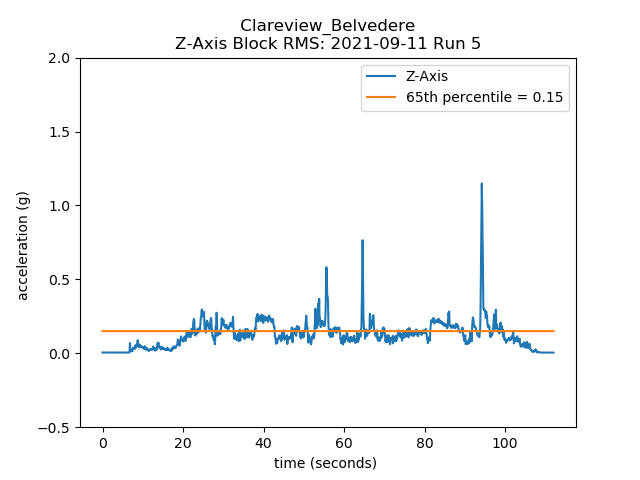 Clareview_Belvedere
Z-Axis Block RMS: 2021-09-11 Run 5
Z-Axis
65th percentile = 0.15
2.0
1.5
1.0
0.5
0.0
−0.5
acceleration (g)
0 20 40 60 80 100
time (seconds)